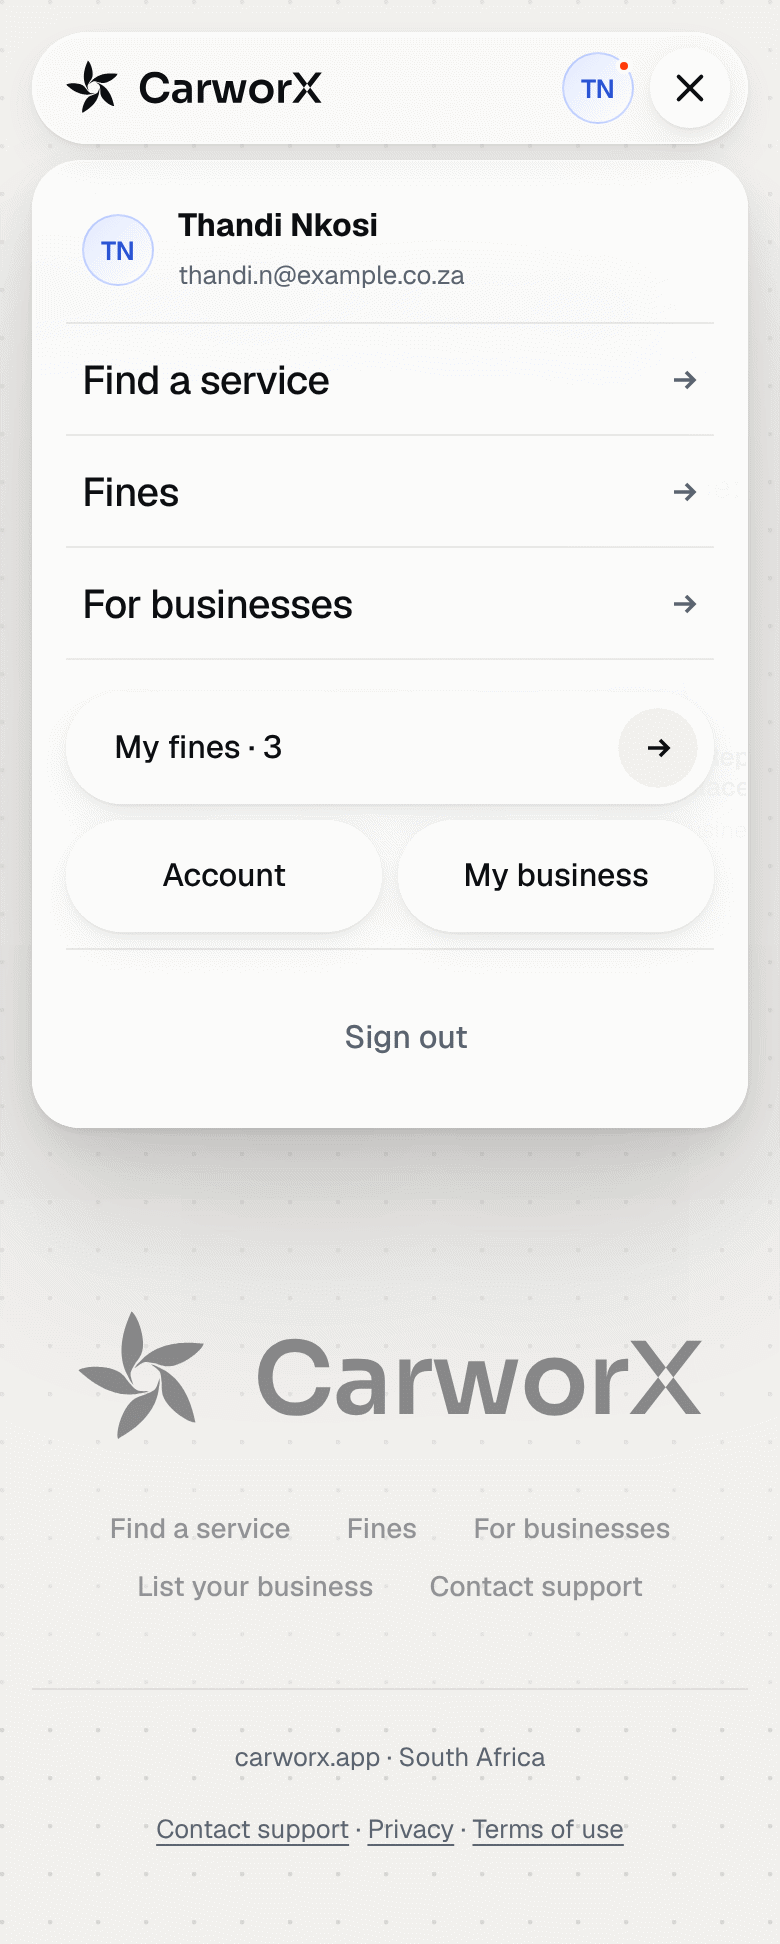 CarworX
TN
TN
Thandi Nkosi
thandi.n@example.co.za
Find a service
Fines
For businesses
My fines · 3
Account
My business
Sign out
CarworX
Find a service
Fines
For businesses
List your business
Contact support
carworx.app · South Africa
Contact support · Privacy · Terms of use